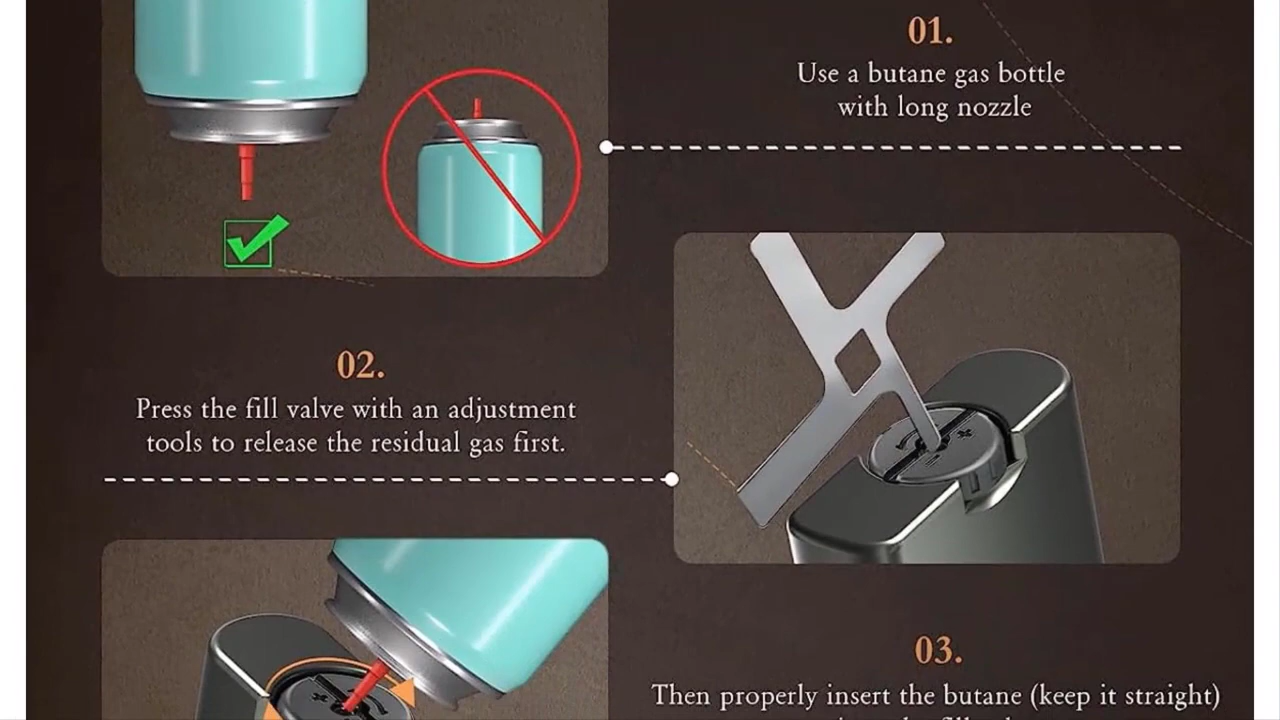 01.
Use a butane gas bottle
with long nozzle
02.
Press the fill valve with an adjustment
tools to release the residual gas first.
03.
Then properly insert the butane (keep it straight)